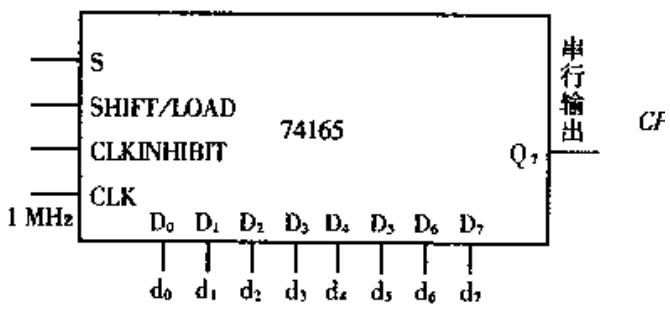 S
SHIFT/LOAD
CLKINHIBIT
CLK
1 MHz
74165
Q₇
串行输出
D₀ D₁ D₂ D₃ D₄ D₅ D₆ D₇
d₀ d₁ d₂ d₃ d₄ d₅ d₆ d₇